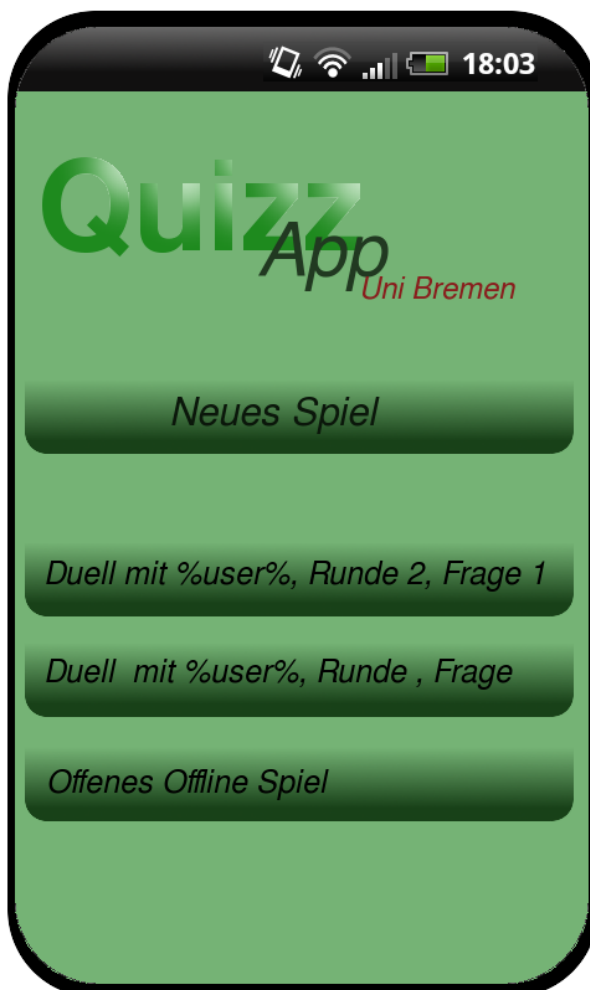 18:03
Quizz
App
Uni Bremen
Neues Spiel
Duell mit %user%, Runde 2, Frage 1
Duell  mit %user%, Runde , Frage
Offenes Offline Spiel